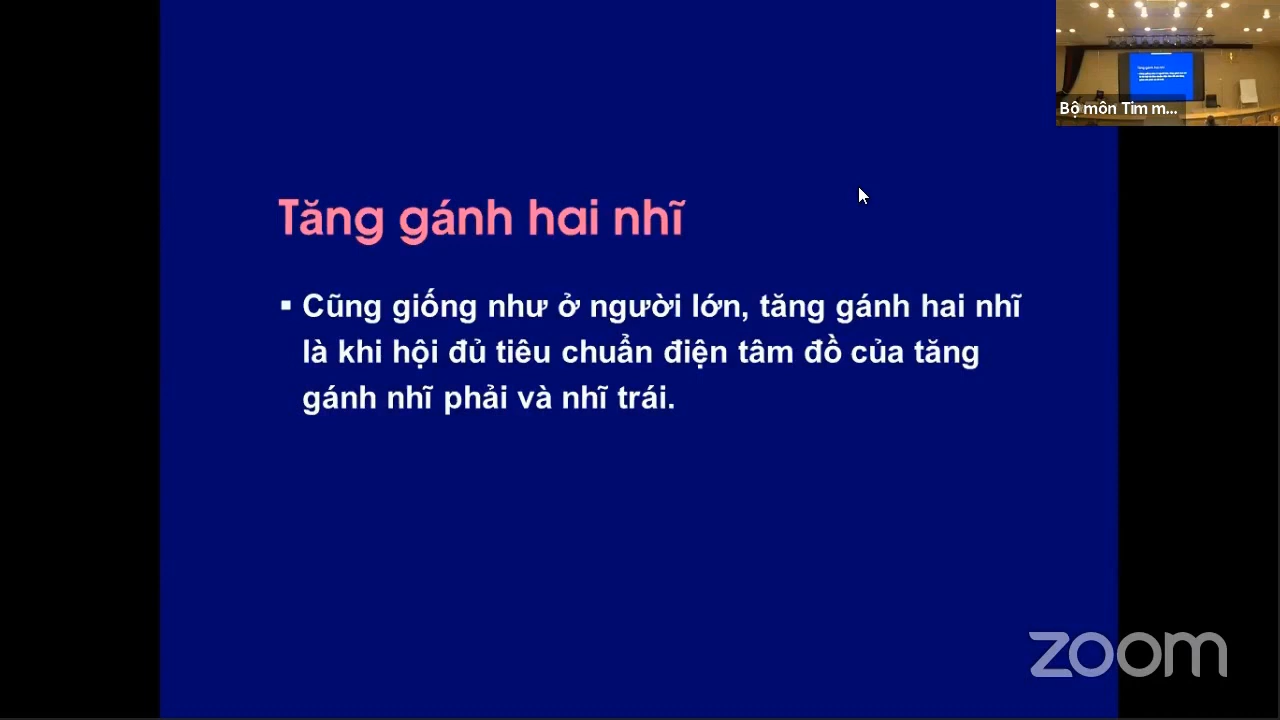 Bộ môn Tim m...
Tăng gánh hai nhĩ
▪ Cũng giống như ở người lớn, tăng gánh hai nhĩ
là khi hội đủ tiêu chuẩn điện tâm đồ của tăng
gánh nhĩ phải và nhĩ trái.
zoom